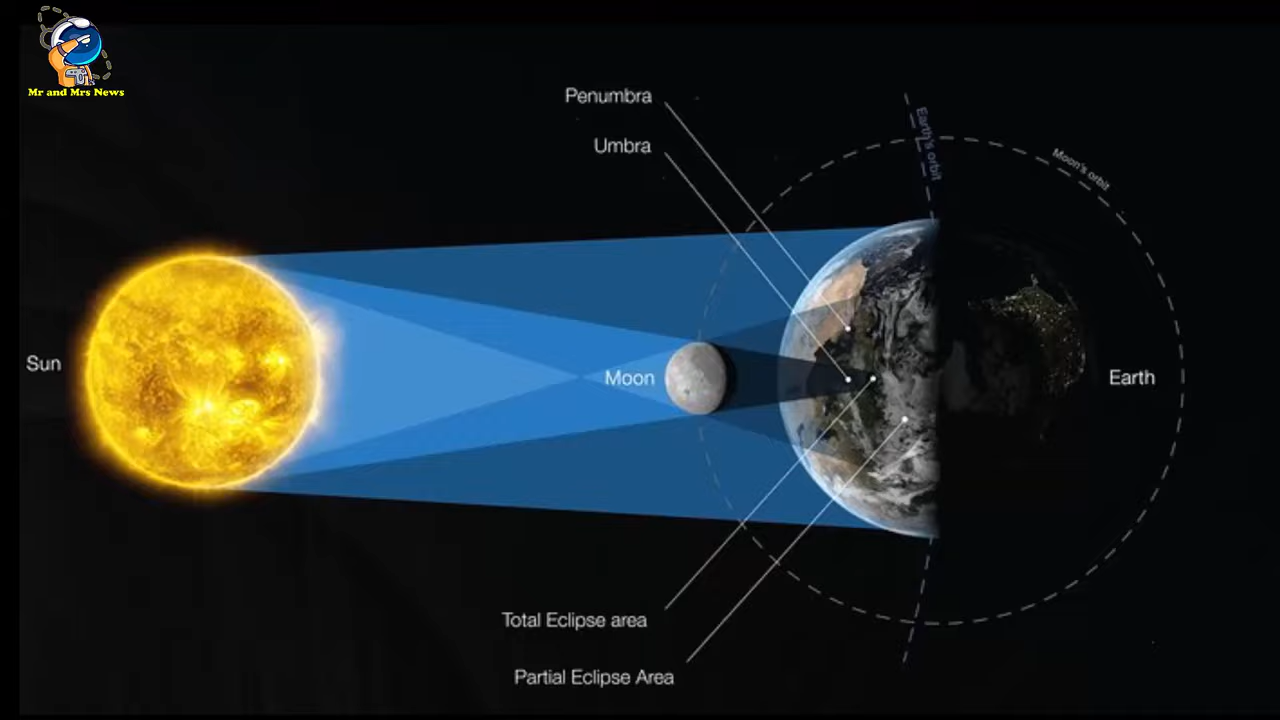 Mr and Mrs News
Penumbra
Umbra
Earth's orbit
Moon's orbit
Sun
Moon
Earth
Total Eclipse area
Partial Eclipse Area